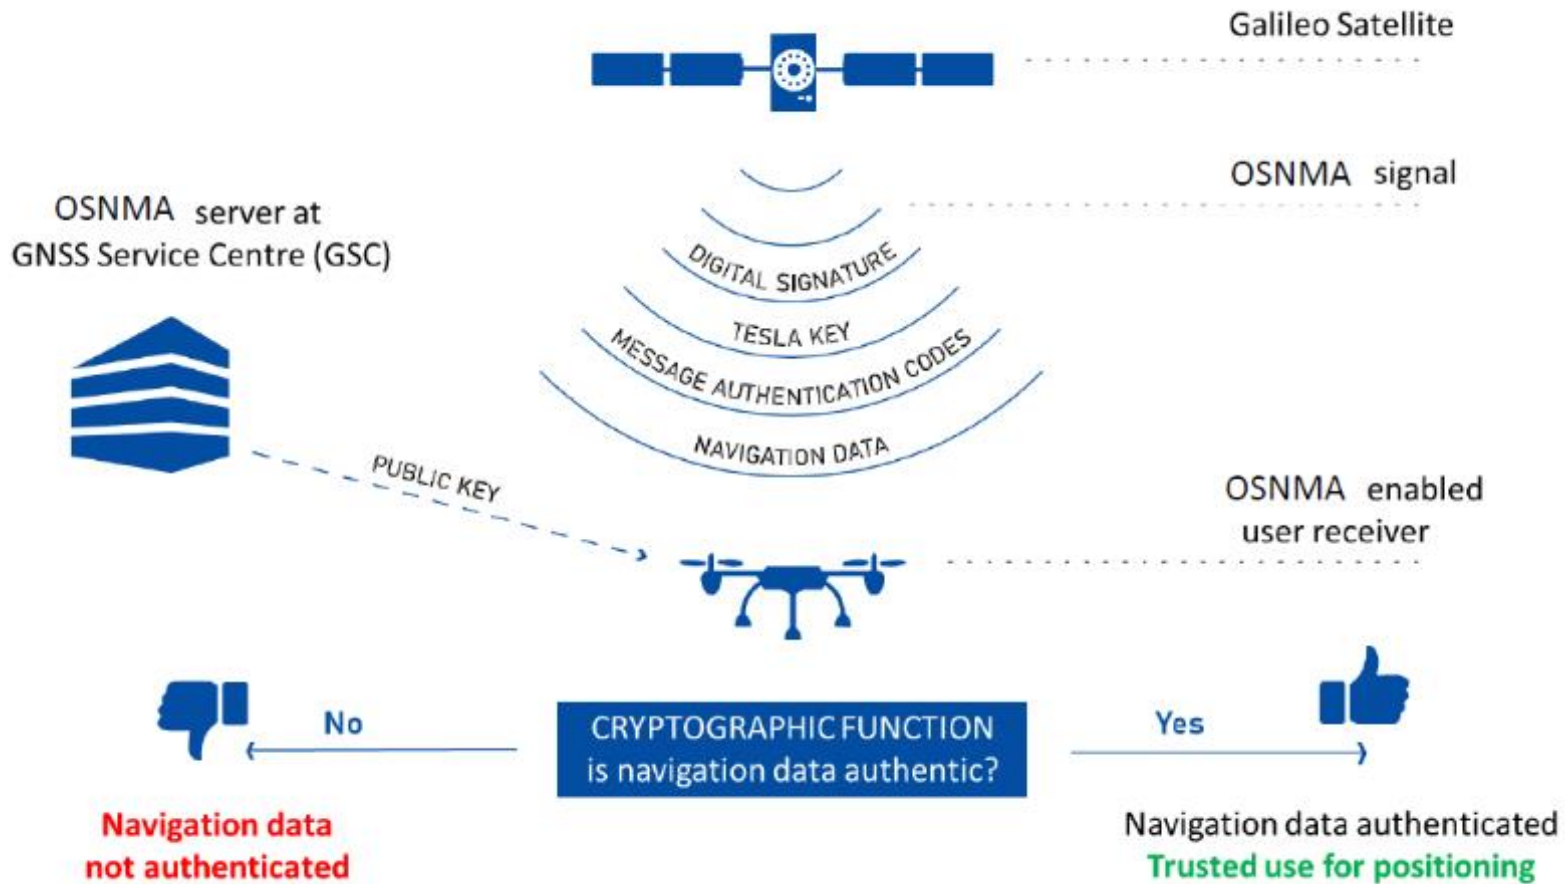 Galileo Satellite
OSNMA signal
OSNMA server at
GNSS Service Centre (GSC)
DIGITAL SIGNATURE
TESLA KEY
MESSAGE AUTHENTICATION CODES
NAVIGATION DATA
PUBLIC KEY
OSNMA enabled
user receiver
No
CRYPTOGRAPHIC FUNCTION
is navigation data authentic?
Yes
Navigation data
not authenticated
Navigation data authenticated
Trusted use for positioning